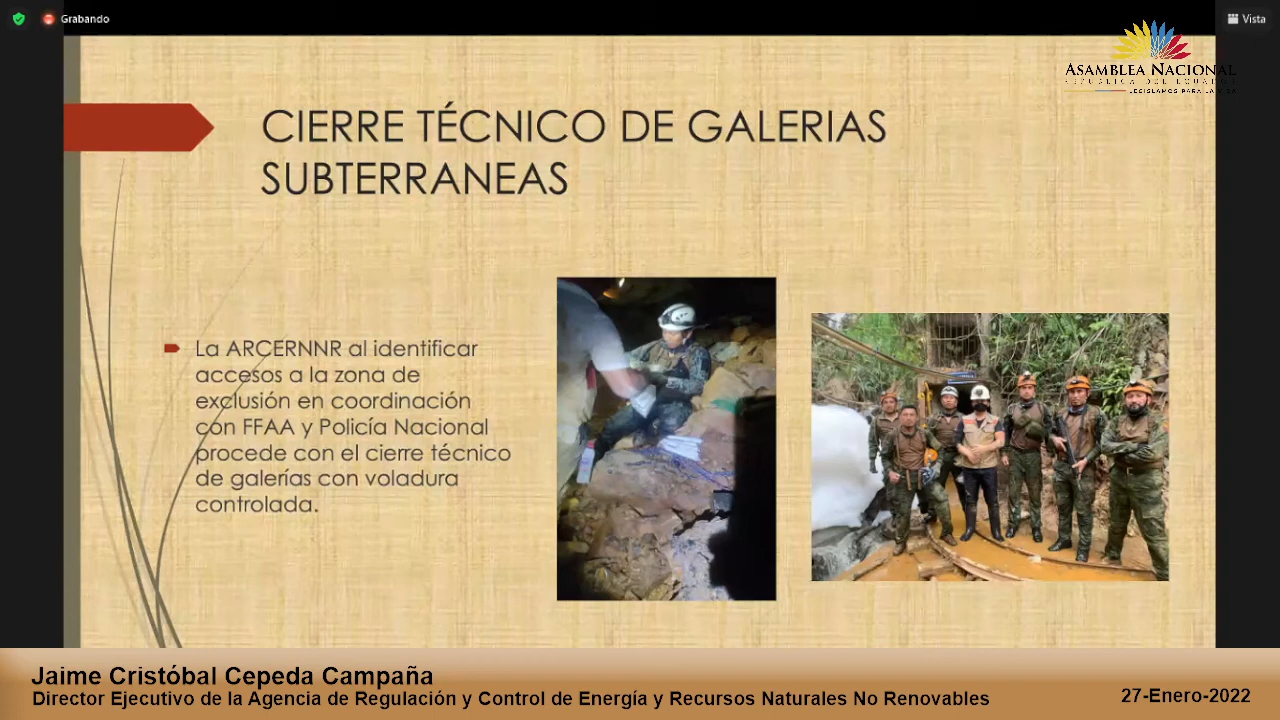 Grabando
Vista
ASAMBLEA NACIONAL
REPÚBLICA DEL ECUADOR
LEGISLAMOS PARA LA VIDA
CIERRE TÉCNICO DE GALERIAS
SUBTERRANEAS
La ARCERNNR al identificar
accesos a la zona de
exclusión en coordinación
con FFAA y Policía Nacional
procede con el cierre técnico
de galerías con voladura
controlada.
Jaime Cristóbal Cepeda Campaña
Director Ejecutivo de la Agencia de Regulación y Control de Energía y Recursos Naturales No Renovables
27-Enero-2022